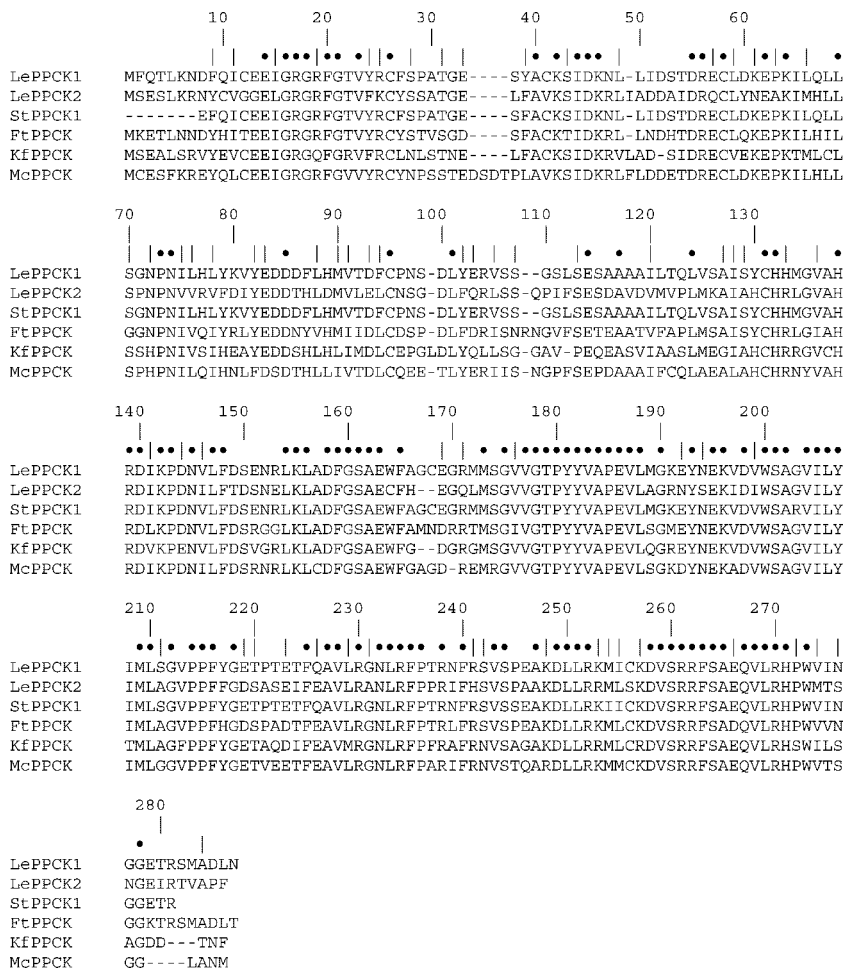 10 20 30 40 50 60
LePPCK1 MFQTLKNDFQICEEIGRGRFGTVYRCFSPATGE----SYACKSIDKNL-LIDSTDRECLDKEPKILQLL
LePPCK2 MSESLKRNYCVGGELGRGRFGTVFKCYSSATGE----LFAVKSIDKRLIADDAIDRQCLYNEAKIMHLL
StPPCK1 -------EFQICEEIGRGRFGTVYRCFSPATGE----SYACKSIDKNL-LIDSTDRECLDKEPKILQLL
FtPPCK MKETLNNDYHITEEIGRGRFGTVYRCYSTVSGD----SFACKTIDKRL-LNDHTDRECLQKEPKILHIL
KfPPCK MSEALSRVYEVCEEIGRGQFGRVFRCLNLSTNE----LFACKSIDKRVLAD-SIDRECVEKEPKTMLCL
McPPCK MCESFKREYQLCEEIGRGRFGVVYRCYNPSSTEDSDTPLAVKSIDKRLFLDDETDRECLDKEPKILHLL
70 80 90 100 110 120 130
LePPCK1 SGNPNILHLYKVYEDDDFLHMVTDFCPNS-DLYERVSS--GSLSESAAAAILTQLVSAISYCHHMGVAH
LePPCK2 SPNPNVVRVFDIYEDDTHLDMVLELCNSG-DLFQRLSS--QPIFSESDAVDVMVPLMKAIAHCHRLGVAH
StPPCK1 SGNPNILHLYKVYEDDDFLHMVTDFCPNS-DLYERVSS--GSLSESAAAAILTQLVSAISYCHHMGVAH
FtPPCK GGNPNIVQIYRLYEDDNYVHMIIDLCDSP-DLFDRISNRNGVFSETEAATVFAPLMSAISYCHRLGIAH
KfPPCK SSHPNIVSIHEAYEDDSHLHLIMDLCEPGLDLYQLLSG-GAV-PEQEASVIAASLMEGIAHCHRRGVCH
McPPCK SPHPNILQIHNLFDSDTHLLIVTDLCQEE-TLYERIIS-NGPFSEPDAAAIFCQLAEALAHCHRNYVAH
140 150 160 170 180 190 200
LePPCK1 RDIKPDNVLFDSENRLKLADFGSAEWFAGCEGRMMSGVVGTPYYVAPEVLMGKEYNEKVDVWSAGVILY
LePPCK2 RDIKPDNILFTDSNELKLADFGSAECFH--EGQLMSGVVGTPYYVAPEVLAGRNYSEKIDIWSAGVILY
StPPCK1 RDIKPDNVLFDSENRLKLADFGSAEWFAGCEGRMMSGVVGTPYYVAPEVLMGKEYNEKVDVWSARVILY
FtPPCK RDLKPDNVLFDSRGGLKLADFGSAEWFAMNDRRTMSGIVGTPYYVAPEVLSGMEYNEKVDVWSAGVILY
KfPPCK RDVKPENVLFDSVGRLKLADFGSAEWFG--DGRGMSGVVGTPYYVAPEVLQGREYNEKVDVWSAGVILY
McPPCK RDIKPDNILFDSRNRLKLCDFGSAEWFGAGD-REMRGVVGTPYYVAPEVLSGKDYNEKADVWSAGVILY
210 220 230 240 250 260 270
LePPCK1 IMLSGVPPFYGETPTETFQAVLRGNLRFPTRNFRSVSPEAKDLLRKMICKDVSRRFSAEQVLRHPWVIN
LePPCK2 IMLAGVPPFFGDSASEIFEAVLRANLRFPPRIFHSVSPAAKDLLRRMLSKDVSRRFSAEQVLRHPWMTS
StPPCK1 IMLSGVPPFYGETPTETFQAVLRGNLRFPTRNFRSVSSEAKDLLRKIICKDVSRRFSAEQVLRHPWVIN
FtPPCK IMLAGVPPFHGDSPADTFEAVLRGNLRFPTRLFRSVSPEAKDLLRKMLCKDVSRRFSADQVLRHPWVVN
KfPPCK TMLAGFPPFYGETAQDIFEAVMRGNLRFPFRAFRNVSAGAKDLLRRMLCRDVSRRFSAEQVLRHSWILS
McPPCK IMLGGVPPFYGETVEETFEAVLRGNLRFPARIFRNVSTQARDLLRKMMCKDVSRRFSAEQVLRHPWVTS
280
LePPCK1 GGETRSMADLN
LePPCK2 NGEIRTVAPF
StPPCK1 GGETR
FtPPCK GGKTRSMADLT
KfPPCK AGDD---TNF
McPPCK GG----LANM